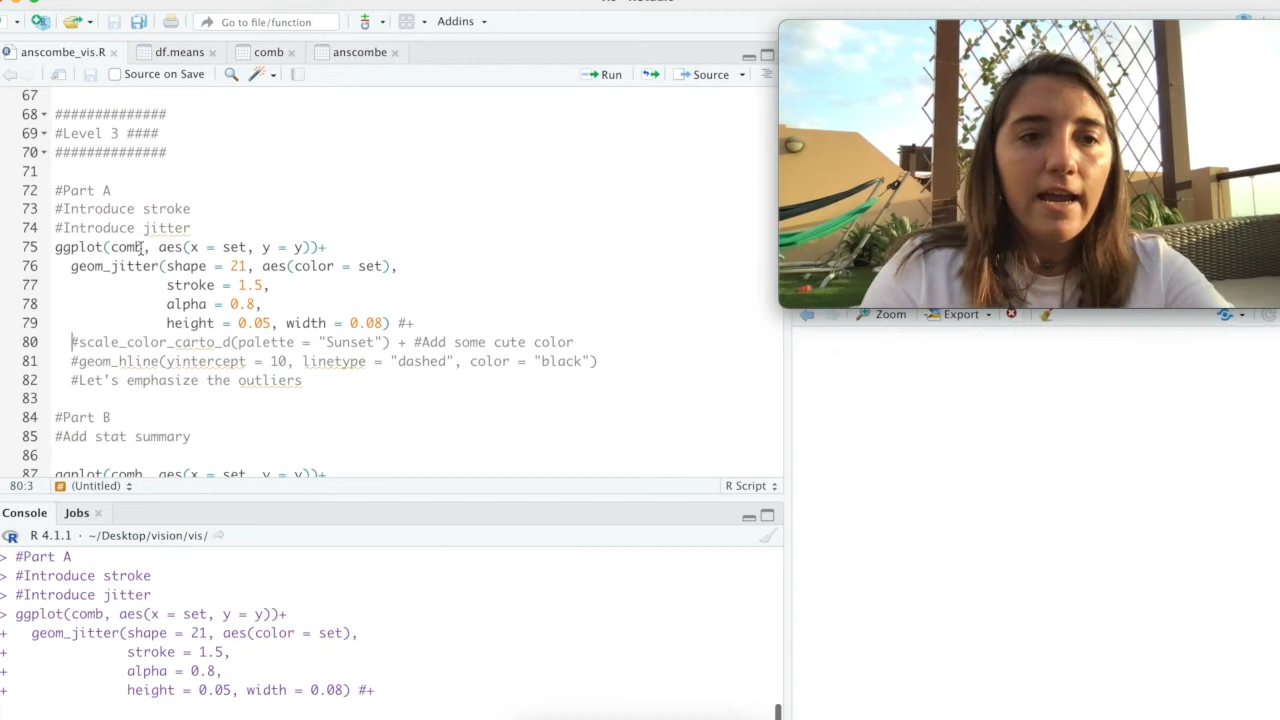 Go to file/function
Addins
anscombe_vis.R
df.means
comb
anscombe
Source on Save
Run
Source
67
68 ##############
69 #Level 3 ####
70 ##############
71
72 #Part A
73 #Introduce stroke
74 #Introduce jitter
75 ggplot(comb, aes(x = set, y = y))+
76 geom_jitter(shape = 21, aes(color = set),
77 stroke = 1.5,
78 alpha = 0.8,
79 height = 0.05, width = 0.08) #+
80 #scale_color_carto_d(palette = "Sunset") + #Add some cute color
81 #geom_hline(yintercept = 10, linetype = "dashed", color = "black")
82 #Let's emphasize the outliers
83
84 #Part B
85 #Add stat summary
86
87 ggplot(comb, aes(x = set, y = y))+
80:3
# (Untitled)
R Script
Zoom
Export
Console
Jobs
R 4.1.1 · ~/Desktop/vision/vis/
> #Part A
> #Introduce stroke
> #Introduce jitter
> ggplot(comb, aes(x = set, y = y))+
+ geom_jitter(shape = 21, aes(color = set),
+ stroke = 1.5,
+ alpha = 0.8,
+ height = 0.05, width = 0.08) #+